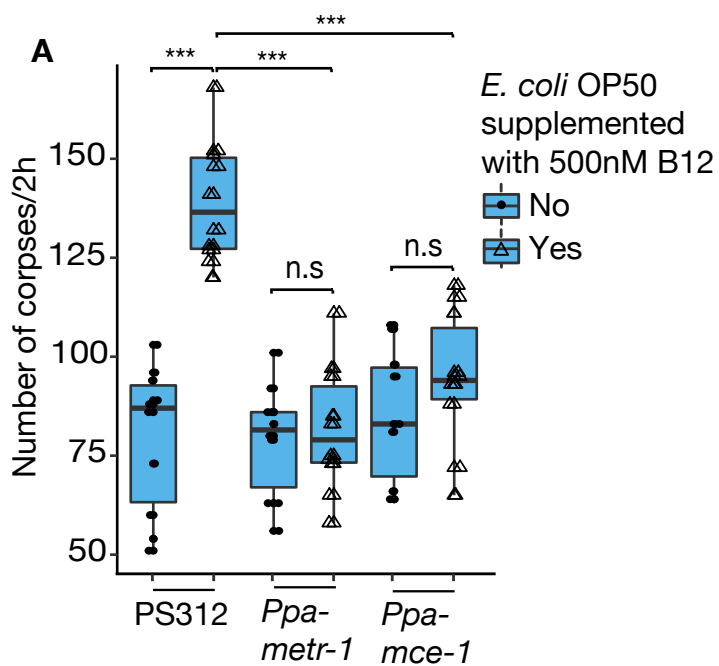 A
***
***
***
n.s
n.s
Number of corpses/2h
150
125
100
75
50
PS312
Ppa-
metr-1
Ppa-
mce-1
E. coli OP50
supplemented
with 500nM B12
No
Yes